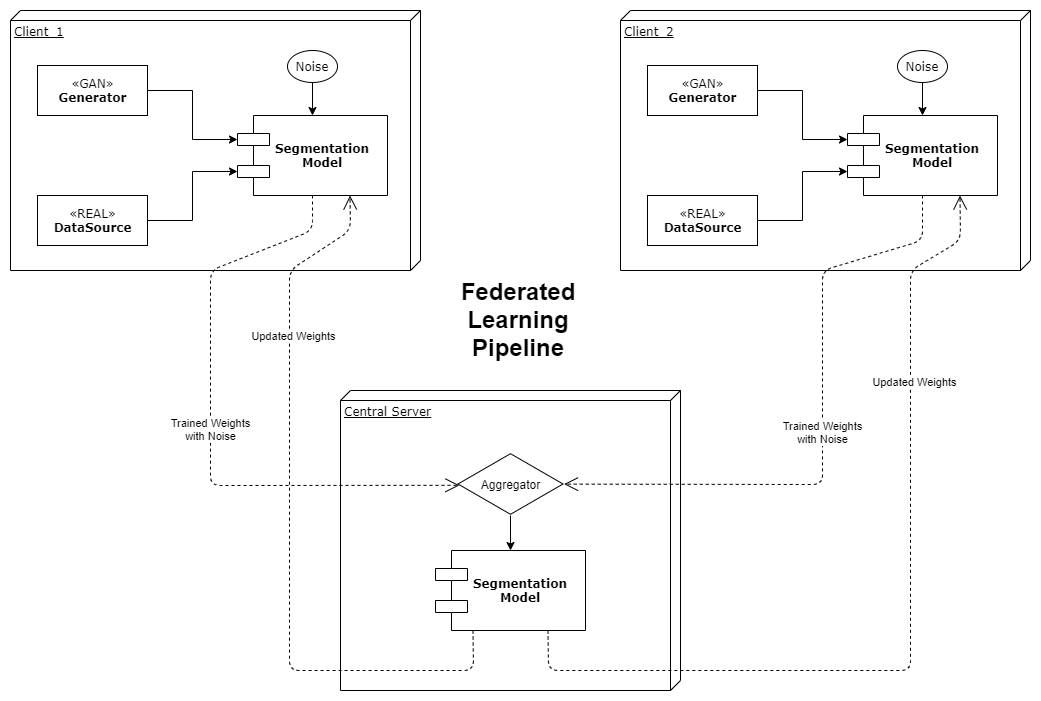 Client_1
«GAN»
Generator
Noise
Segmentation
Model
«REAL»
DataSource
Client_2
«GAN»
Generator
Noise
Segmentation
Model
«REAL»
DataSource
Federated
Learning
Pipeline
Updated Weights
Trained Weights
with Noise
Updated Weights
Trained Weights
with Noise
Central Server
Aggregator
Segmentation
Model